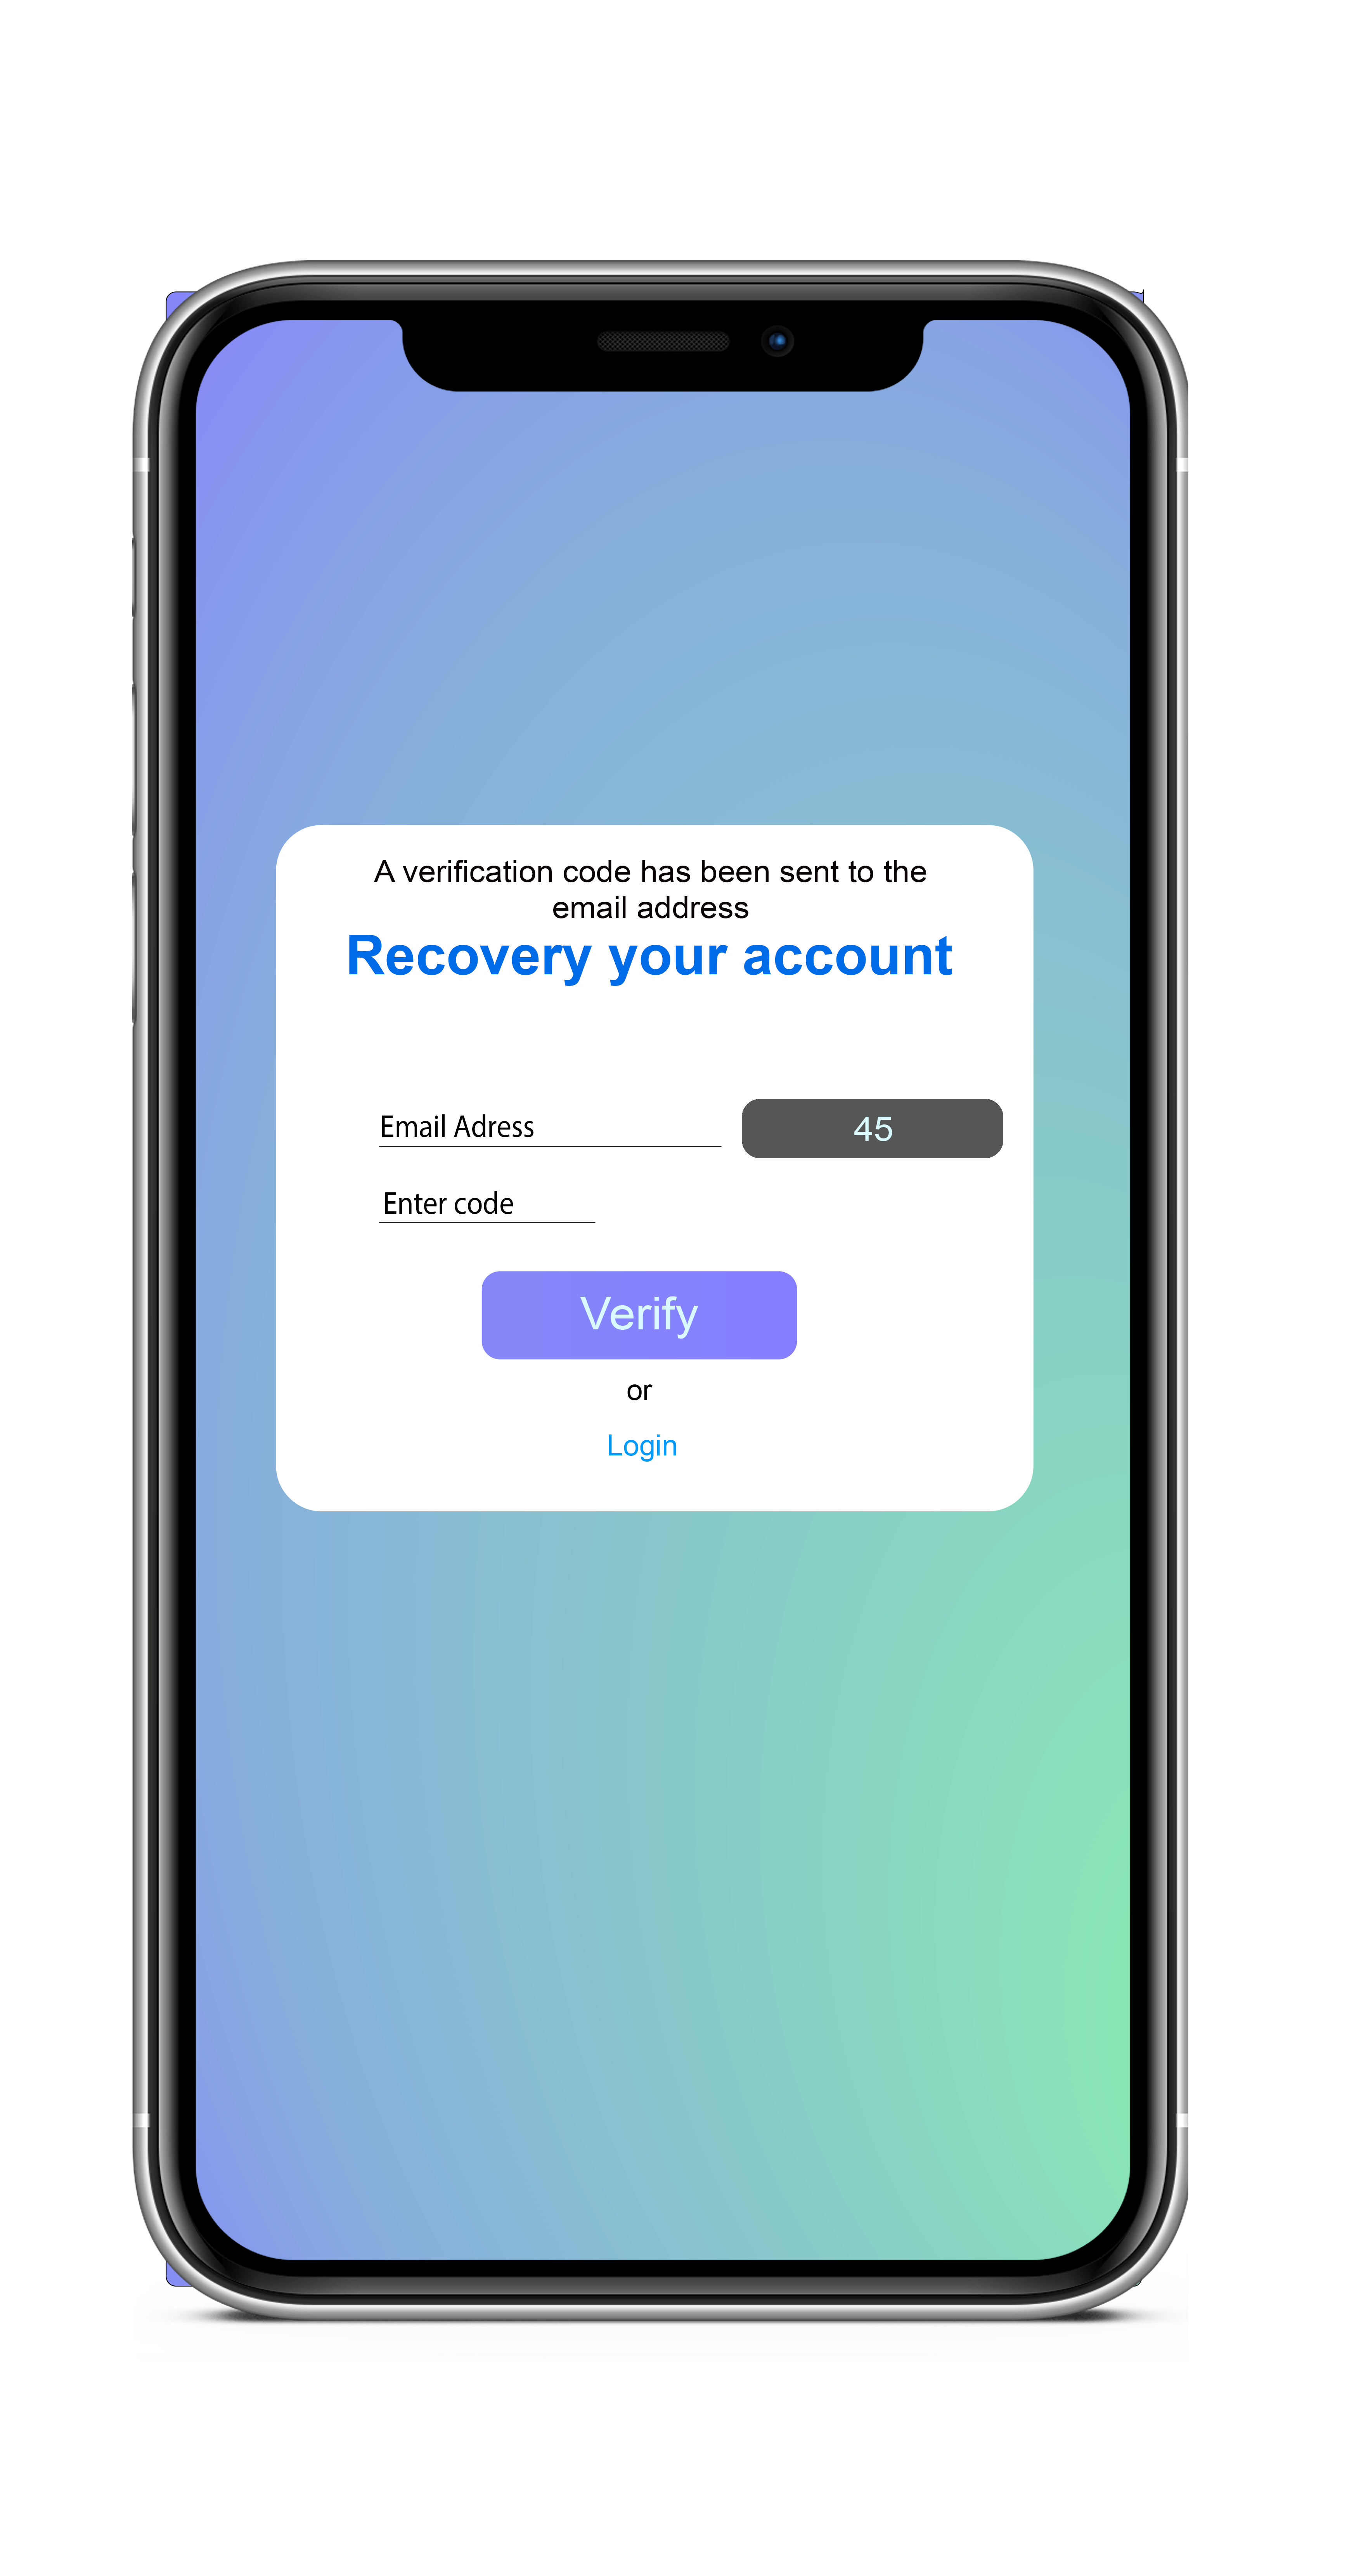 A verification code has been sent to the
email address
Recovery your account
Email Adress
45
Enter code
Verify
or
Login